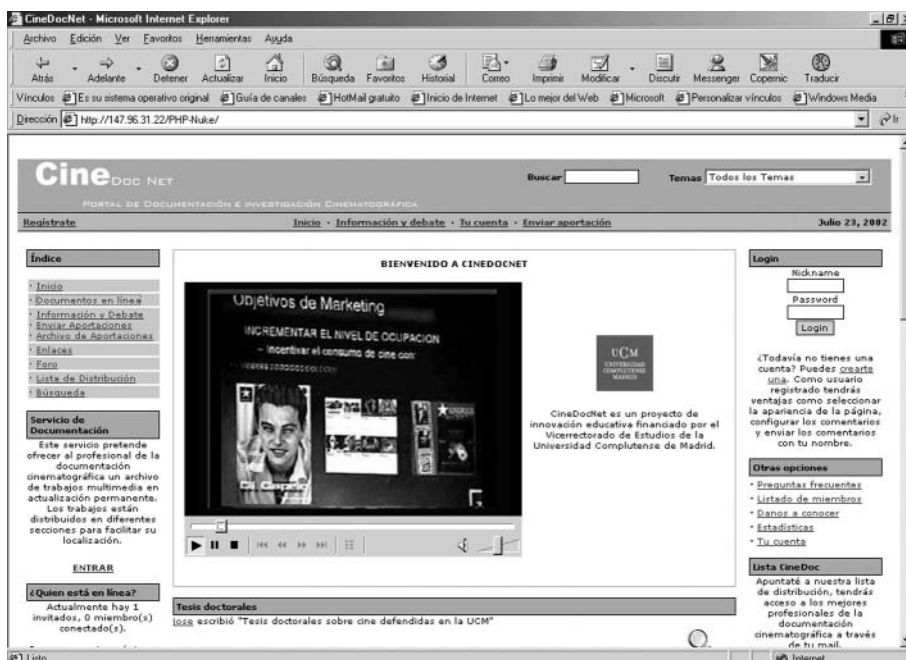 CineDocNet - Microsoft Internet Explorer
Archivo Edición Ver Favoritos Herramientas Ayuda
Atrás Adelante Detener Actualizar Inicio Búsqueda Favoritos Historial Correo Imprimir Modificar Discutir Messenger Copernic Traducir
Vínculos Es su sistema operativo original Guía de canales HotMail gratuito Inicio de Internet Lo mejor del Web Microsoft Personalizar vínculos Windows Media
Dirección http://147.96.31.22/PHP-Nuke/ Ir
Cine Doc Net
Buscar Temas Todos los Temas
Portal de Documentación e Investigación Cinematográfica
Regístrate Inicio · Información y debate · Tu cuenta · Enviar aportación Julio 23, 2002
Índice
· Inicio
· Documentos en línea
· Información y Debate
· Enviar Aportaciones
· Archivo de Aportaciones
· Enlaces
· Foro
· Lista de Distribución
· Búsqueda
Servicio de
Documentación
Este servicio pretende
ofrecer al profesional de la
documentación
cinematográfica un archivo
de trabajos multimedia en
actualización permanente.
Los trabajos están
distribuidos en diferentes
secciones para facilitar su
localización.
ENTRAR
¿Quien está en línea?
Actualmente hay 1
invitados, 0 miembro(s)
conectado(s).
BIENVENIDO A CINEDOCNET
Objetivos de Marketing
INCREMENTAR EL NIVEL DE OCUPACION
– Incentivar el consumo de cine con:
UCM
UNIVERSIDAD
COMPLUTENSE
MADRID
CineDocNet es un proyecto de
innovación educativa financiado por el
Vicerrectorado de Estudios de la
Universidad Complutense de Madrid.
Tesis doctorales
jose escribió "Tesis doctorales sobre cine defendidas en la UCM"
Login
Nickname
Password
Login
¿Todavía no tienes una
cuenta? Puedes crearte
una. Como usuario
registrado tendrás
ventajas como seleccionar
la apariencia de la página,
configurar los comentarios
y enviar los comentarios
con tu nombre.
Otras opciones
· Preguntas frecuentes
· Listado de miembros
· Danos a conocer
· Estadísticas
· Tu cuenta
Lista CineDoc
Apuntaté a nuestra lista
de distribución, tendrás
acceso a los mejores
profesionales de la
documentación
cinematográfica a través
de tu mail.
Listo Internet